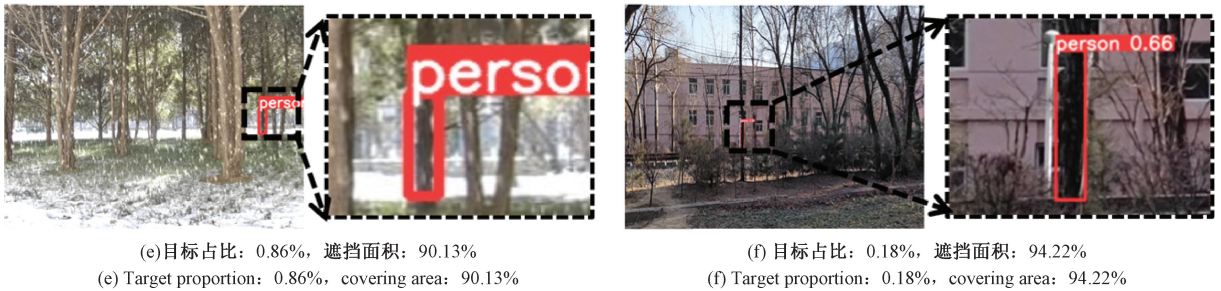 person
person
person 0.66
(e)目标占比：0.86%，遮挡面积：90.13%
(f) 目标占比：0.18%，遮挡面积：94.22%
(e) Target proportion：0.86%, covering area：90.13%
(f) Target proportion：0.18%, covering area：94.22%